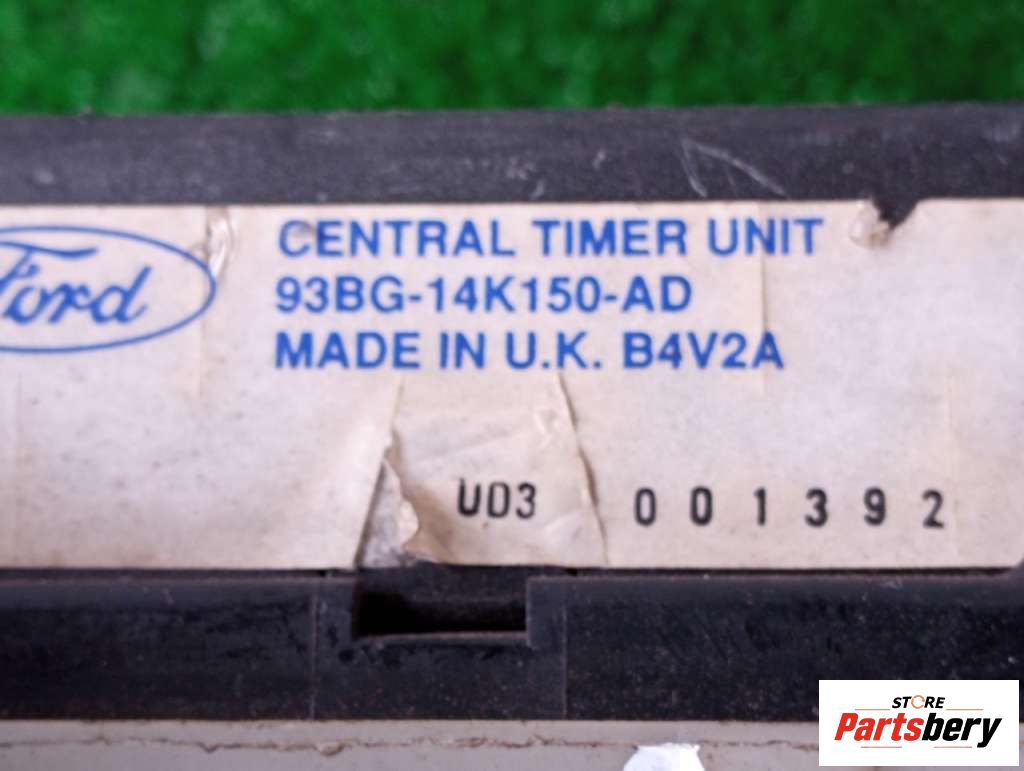 Ford
CENTRAL TIMER UNIT
93BG-14K150-AD
MADE IN U.K. B4V2A
UD3 001392
STORE
Partsbery